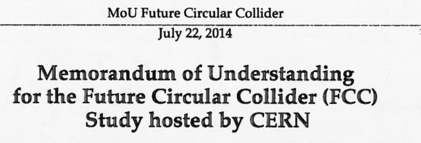 MoU Future Circular Collider
July 22, 2014
Memorandum of Understanding
for the Future Circular Collider (FCC)
Study hosted by CERN